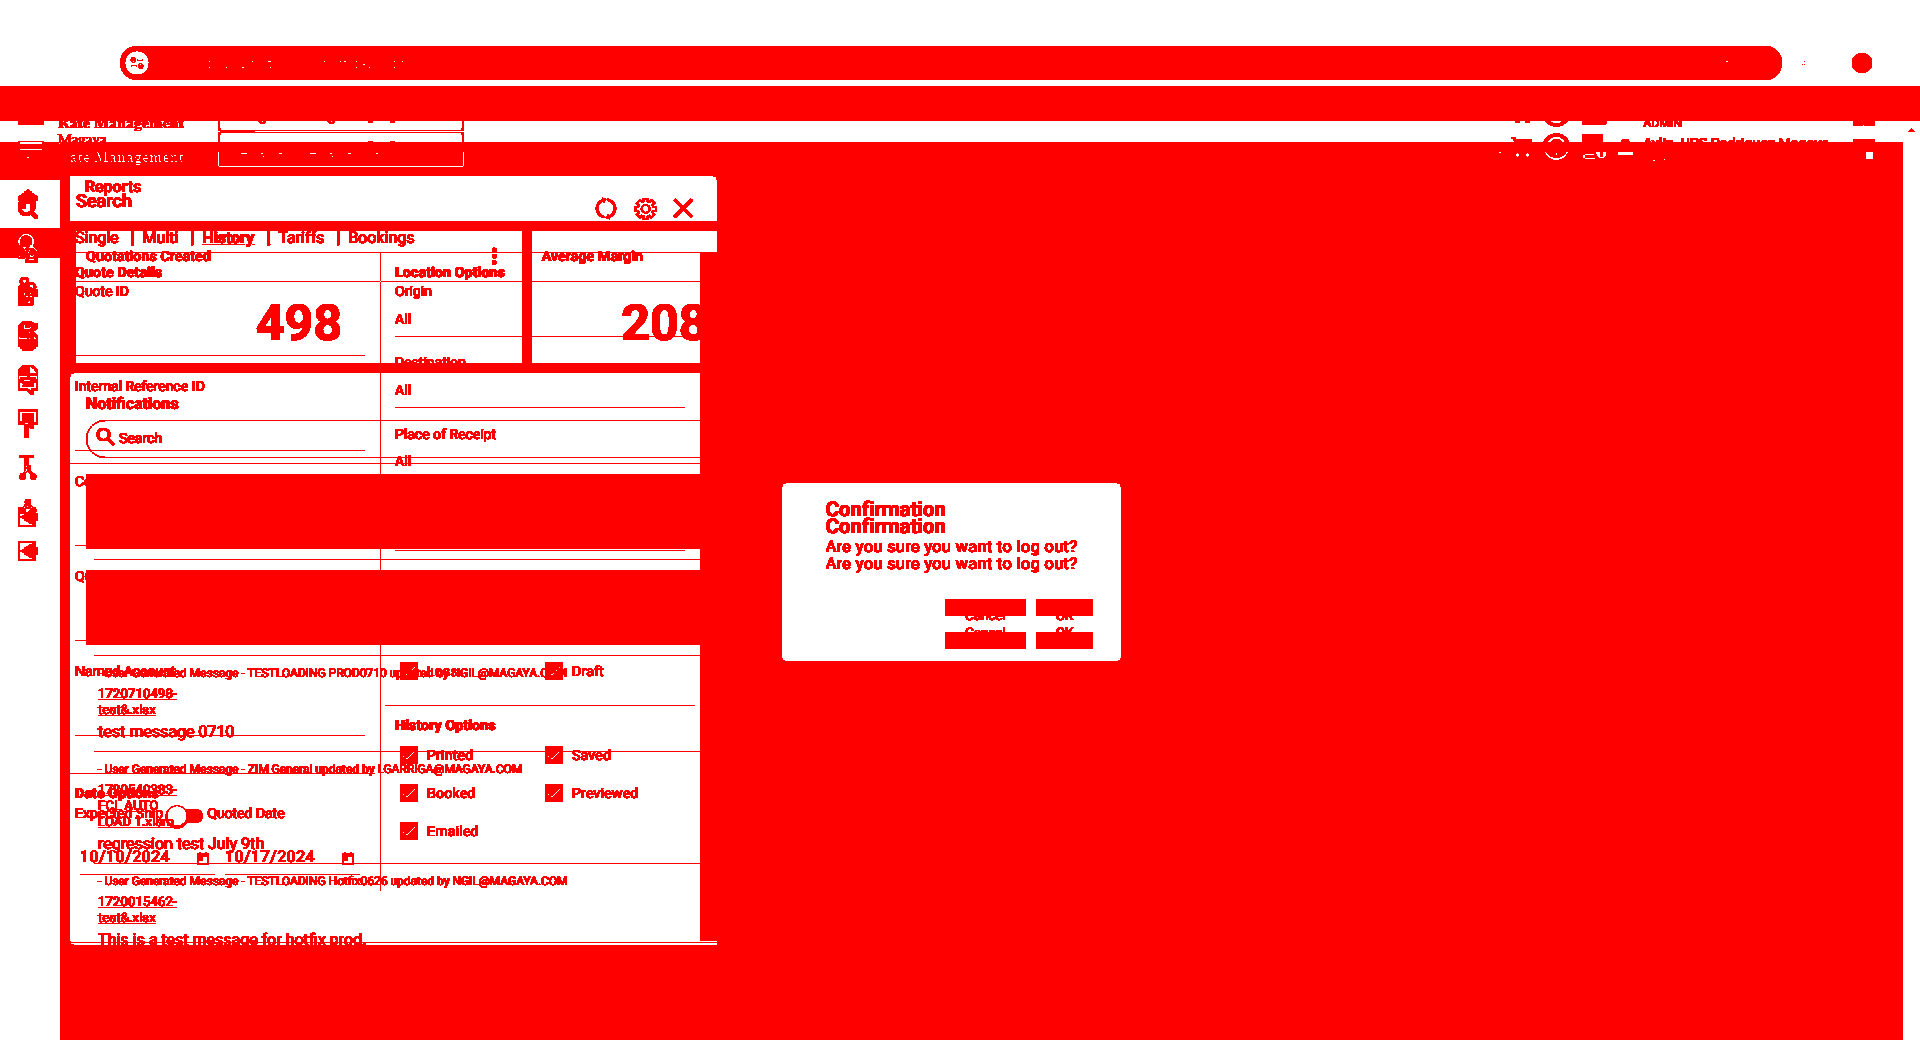 Rate Management
Magaya
Rate Management
ADMIN
Reports
Search
Single | Multi | History | Tariffs | Bookings
Quotations Created
Average Margin
Quote Details
Location Options
Quote ID
Origin
498
208
All
Destination
Internal Reference ID
All
Notifications
Search
Place of Receipt
All
Confirmation
Confirmation
Are you sure you want to log out?
Are you sure you want to log out?
Cancel OK
Cancel OK
Named Account
- User Generated Message - TESTLOADING PROD0710 updated by NGIL@MAGAYA.COM
Draft
1720710498-
test&.xlsx
test message 0710
History Options
Printed
Saved
- User Generated Message - ZIM General updated by LGARRIGA@MAGAYA.COM
Date Options
1720540383-
Booked
Previewed
FCL AUTO
LOAD 1.xlsm
Expected Ship
Quoted Date
Emailed
regression test July 9th
10/10/2024
10/17/2024
- User Generated Message - TESTLOADING Hotfix0626 updated by NGIL@MAGAYA.COM
1720015462-
test&.xlsx
This is a test message for hotfix prod.